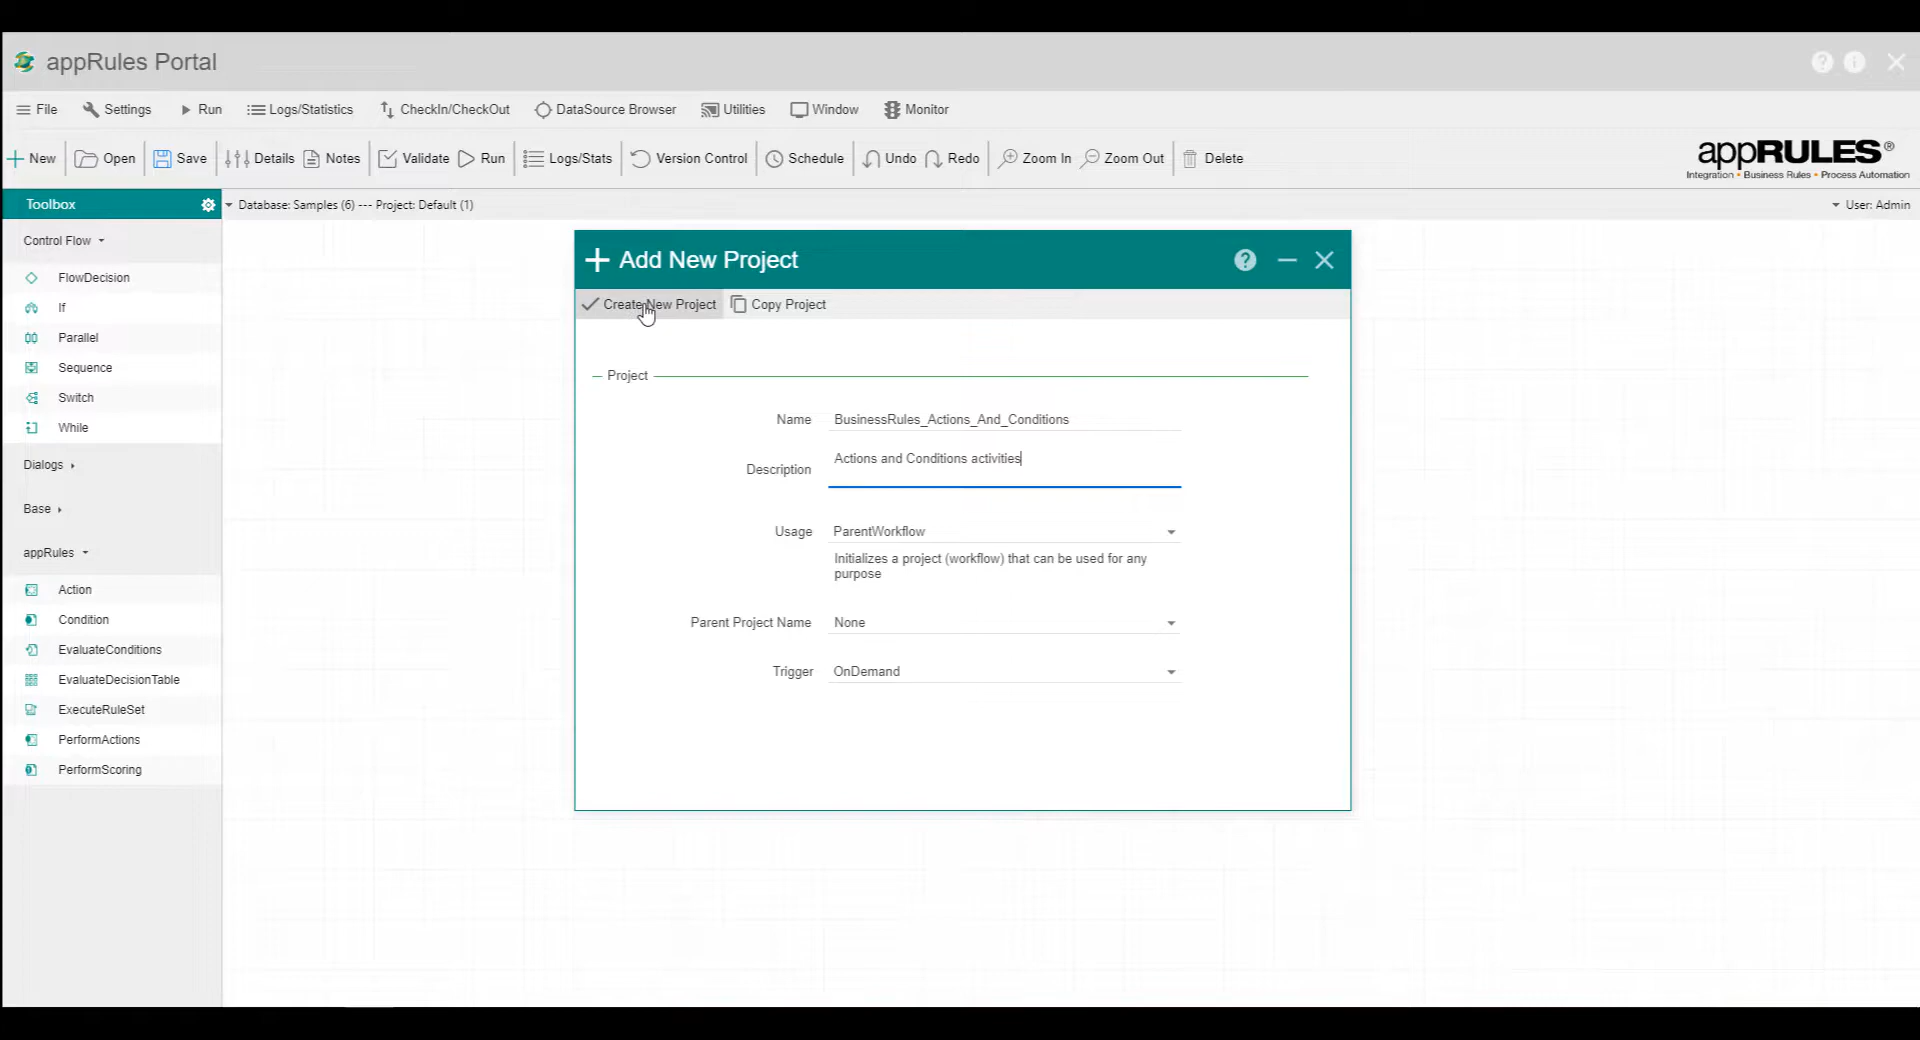 appRules Portal
File Settings Run Logs/Statistics CheckIn/CheckOut DataSource Browser Utilities Window Monitor
New Open Save Details Notes Validate Run Logs/Stats Version Control Schedule Undo Redo Zoom In Zoom Out Delete
appRULES®
Integration • Business Rules • Process Automation
Toolbox
Database: Samples (6) --- Project: Default (1)
User: Admin
Control Flow
FlowDecision
If
Parallel
Sequence
Switch
While
Dialogs
Base
appRules
Action
Condition
EvaluateConditions
EvaluateDecisionTable
ExecuteRuleSet
PerformActions
PerformScoring
Add New Project
Create New Project Copy Project
Project
Name BusinessRules_Actions_And_Conditions
Description Actions and Conditions activities
Usage ParentWorkflow
Initializes a project (workflow) that can be used for any
purpose
Parent Project Name None
Trigger OnDemand